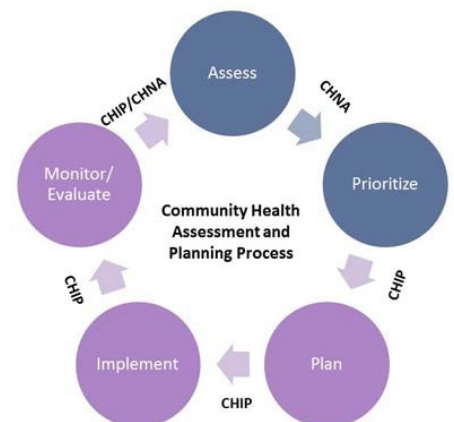 Assess
CHNA
Prioritize
CHIP
Plan
CHIP
Implement
CHIP
Monitor/
Evaluate
CHIP/CHNA
Community Health
Assessment and
Planning Process